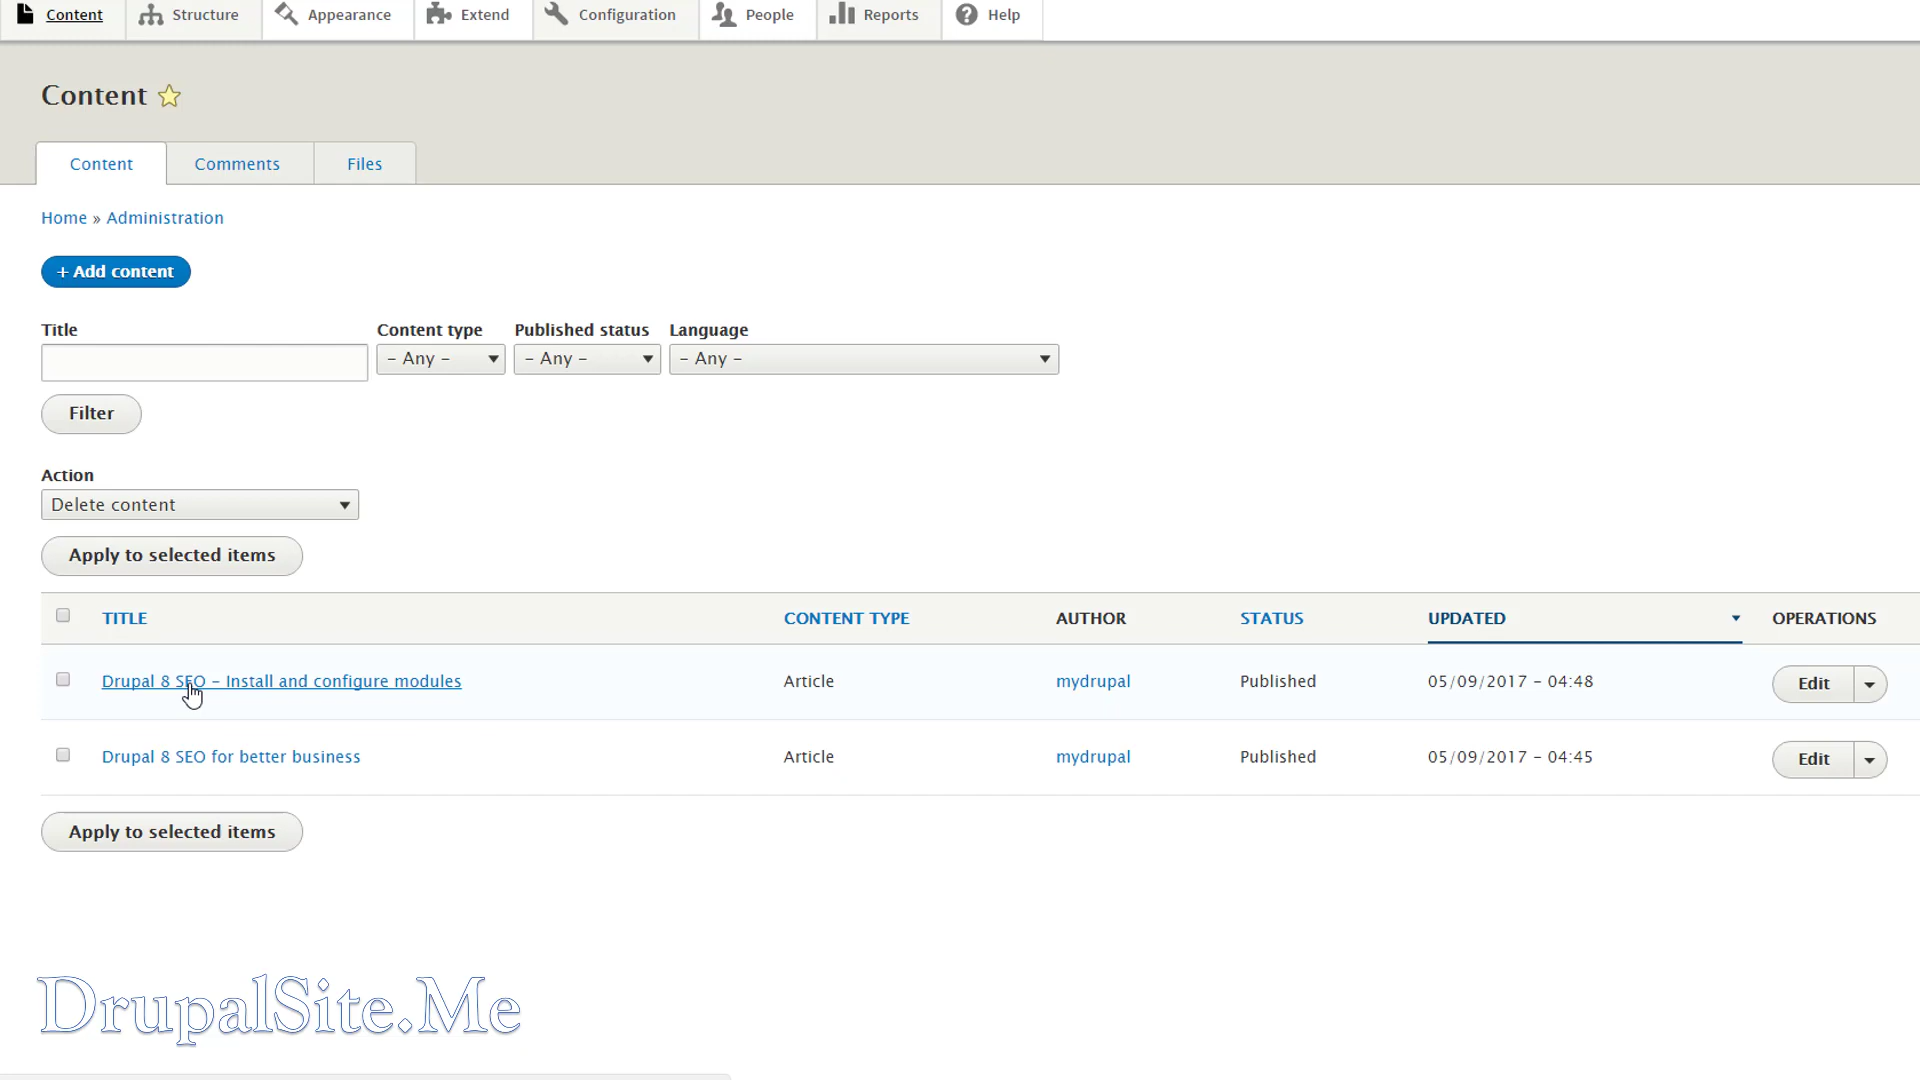 Content Structure Appearance Extend Configuration People Reports Help
Content
Content Comments Files
Home » Administration
+ Add content
Title Content type Published status Language
– Any – – Any – – Any –
Filter
Action
Delete content
Apply to selected items
TITLE CONTENT TYPE AUTHOR STATUS UPDATED OPERATIONS
Drupal 8 SEO – Install and configure modules Article mydrupal Published 05/09/2017 – 04:48 Edit
Drupal 8 SEO for better business Article mydrupal Published 05/09/2017 – 04:45 Edit
Apply to selected items
DrupalSite.Me